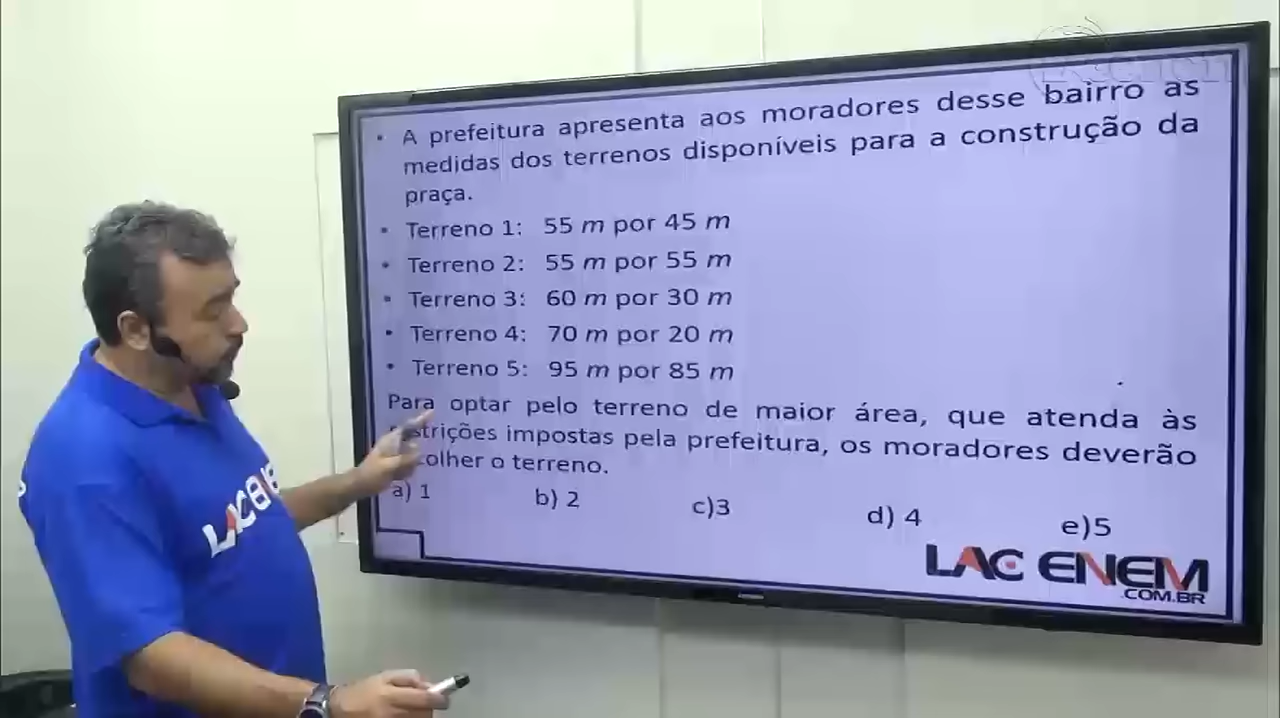 • A prefeitura apresenta aos moradores desse bairro as
medidas dos terrenos disponíveis para a construção da
praça.
• Terreno 1: 55 m por 45 m
• Terreno 2: 55 m por 55 m
• Terreno 3: 60 m por 30 m
• Terreno 4: 70 m por 20 m
• Terreno 5: 95 m por 85 m
Para optar pelo terreno de maior área, que atenda às
strições impostas pela prefeitura, os moradores deverão
colher o terreno.
a) 1 b) 2 c)3 d) 4 e)5
LAC ENEM
.COM.BR
LAC ENE